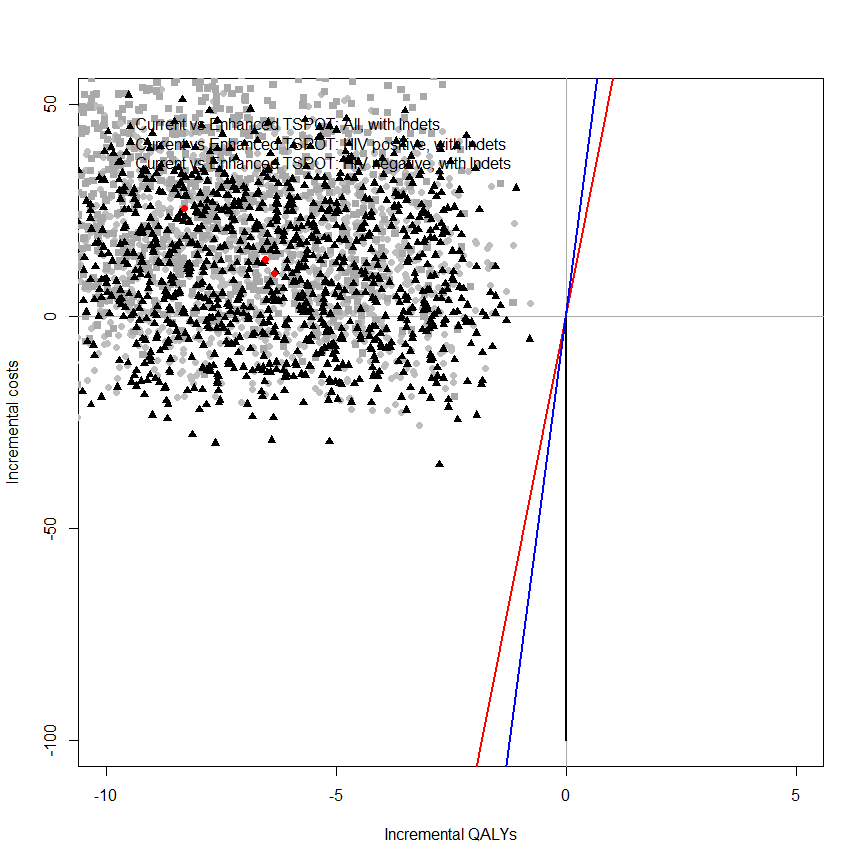 50
Current vs Enhanced TSPOT: All, with Indets
Current vs Enhanced TSPOT: HIV positive, with Indets
Current vs Enhanced TSPOT: HIV negative, with Indets
0
-50
-100
Incremental costs
-10 -5 0 5
Incremental QALYs